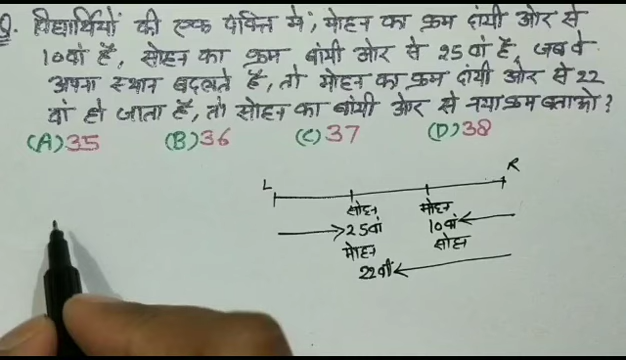 Q. विद्यार्थियों की एक पंक्ति में, मोहन का क्रम दांयी ओर से
10वां है, सोहन का क्रम बांयी ओर से 25वां है, जब वे
अपना स्थान बदलते हैं, तो मोहन का क्रम दांयी ओर से 22
वां हो जाता है, तो सोहन का बांयी ओर से नया क्रम बताओ?
(A) 35 (B) 36 (C) 37 (D) 38
L R
सोहन मोहन
25वां 10वां
मोहन सोहन
22वां